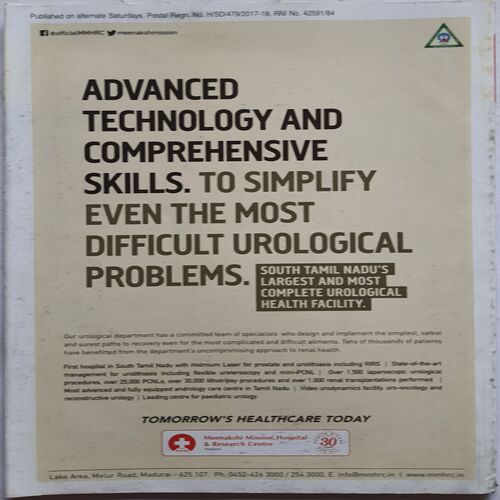 Published on alternate Saturdays, Postal Regn. No. H/SD/479/2017-19, RNI No. 42591/84
@officialMMHRC meenakshmission
ADVANCED
TECHNOLOGY AND
COMPREHENSIVE
SKILLS. TO SIMPLIFY
EVEN THE MOST
DIFFICULT UROLOGICAL
PROBLEMS.
SOUTH TAMIL NADU'S
LARGEST AND MOST
COMPLETE UROLOGICAL
HEALTH FACILITY.
Our urological department has a committed team of specialists who design and implement the simplest, safest
and surest paths to recovery even for the most complicated and difficult ailments. Tens of thousands of patients
have benefitted from the department's uncompromising approach to renal health.
First hospital in South Tamil Nadu with Holmium Laser for prostate and urolithiasis including RIRS | State-of-the-art
management for urolithiasis including flexible ureteroscopy and mini-PCNL | Over 1,500 laparoscopic urological
procedures, over 25,000 PCNLs, over 30,000 lithotripsy procedures and over 1,000 renal transplantations performed |
Most advanced and fully equipped andrology care centre in Tamil Nadu | Video urodynamics facility uro-oncology and
reconstructive urology | Leading centre for paediatric urology
TOMORROW'S HEALTHCARE TODAY
Meenakshi Mission Hospital
& Research Centre
30
Lake Area, Melur Road, Madurai - 625 107, Ph. 0452-426 3000 / 254 3000, E. info@mmhrc.in | www.mmhrc.in